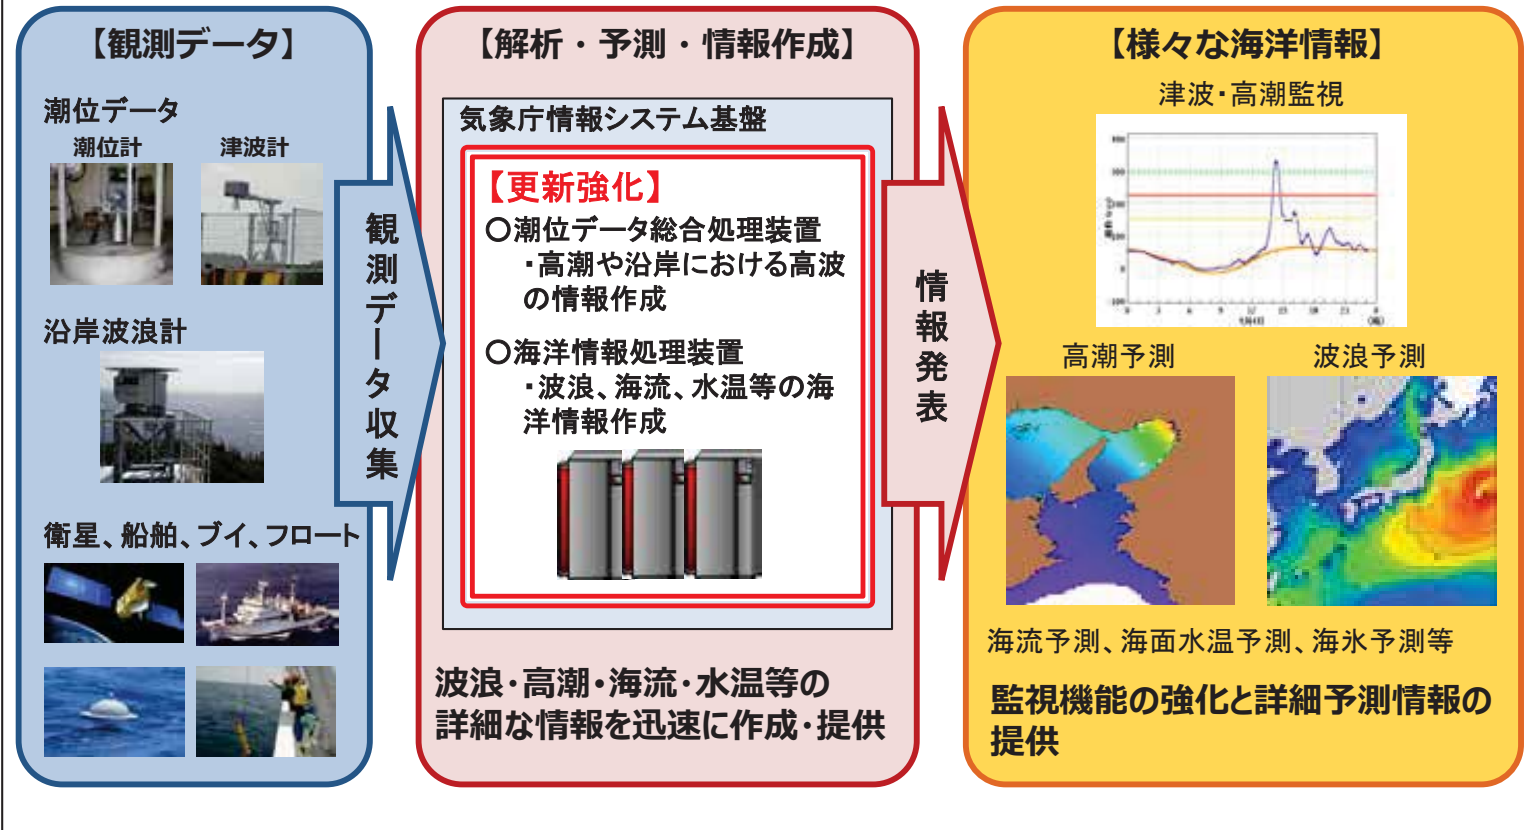 【観測データ】
潮位データ
潮位計
津波計
沿岸波浪計
衛星、船舶、ブイ、フロート
観測データ収集
【解析・予測・情報作成】
気象庁情報システム基盤
【更新強化】
○潮位データ総合処理装置
・高潮や沿岸における高波
の情報作成
○海洋情報処理装置
・波浪、海流、水温等の海
洋情報作成
波浪・高潮・海流・水温等の
詳細な情報を迅速に作成・提供
情報発表
【様々な海洋情報】
津波・高潮監視
高潮予測
波浪予測
海流予測、海面水温予測、海氷予測等
監視機能の強化と詳細予測情報の
提供